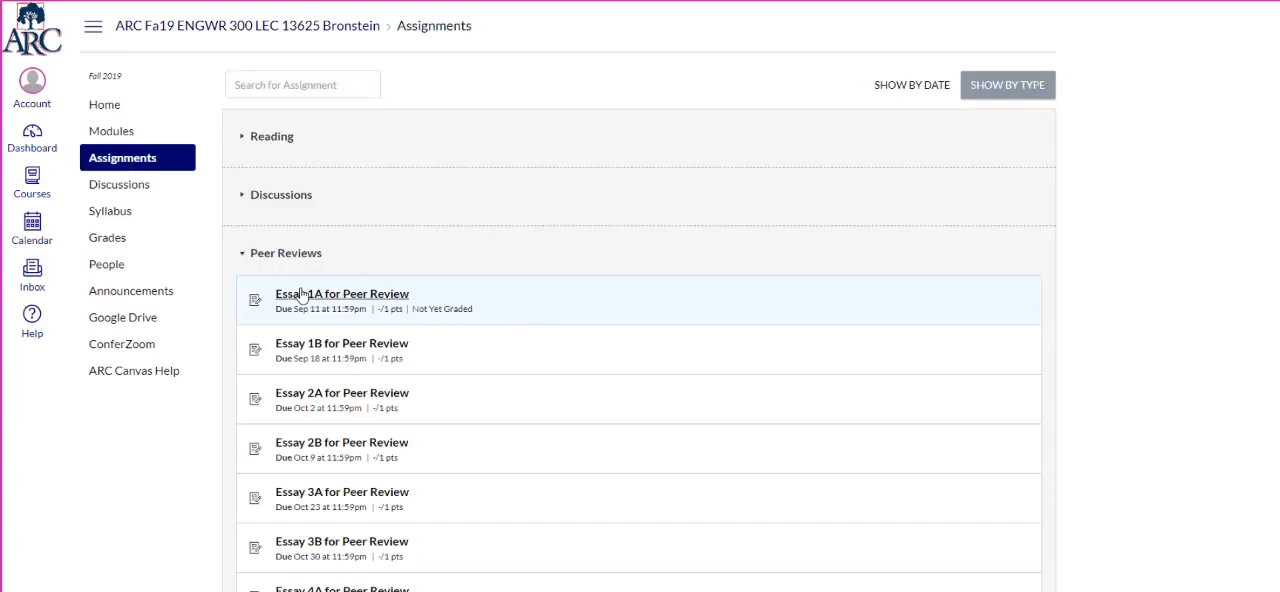 ARC
ARC Fa19 ENGWR 300 LEC 13625 Bronstein › Assignments
Account
Dashboard
Courses
Calendar
Inbox
Help
Fall 2019
Home
Modules
Assignments
Discussions
Syllabus
Grades
People
Announcements
Google Drive
ConferZoom
ARC Canvas Help
Search for Assignment
SHOW BY DATE
SHOW BY TYPE
Reading
Discussions
Peer Reviews
Essay 1A for Peer Review
Due Sep 11 at 11:59pm | -/1 pts | Not Yet Graded
Essay 1B for Peer Review
Due Sep 18 at 11:59pm | -/1 pts
Essay 2A for Peer Review
Due Oct 2 at 11:59pm | -/1 pts
Essay 2B for Peer Review
Due Oct 9 at 11:59pm | -/1 pts
Essay 3A for Peer Review
Due Oct 23 at 11:59pm | -/1 pts
Essay 3B for Peer Review
Due Oct 30 at 11:59pm | -/1 pts
Essay 4A for Peer Review